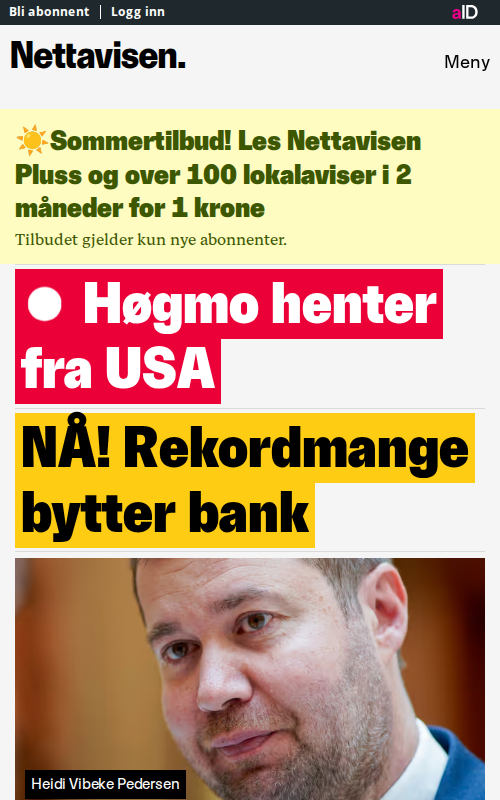 Bli abonnent Logg inn aID
Nettavisen.
Meny
Sommertilbud! Les Nettavisen
Pluss og over 100 lokalaviser i 2
måneder for 1 krone
Tilbudet gjelder kun nye abonnenter.
Høgmo henter
fra USA
NÅ! Rekordmange
bytter bank
Heidi Vibeke Pedersen